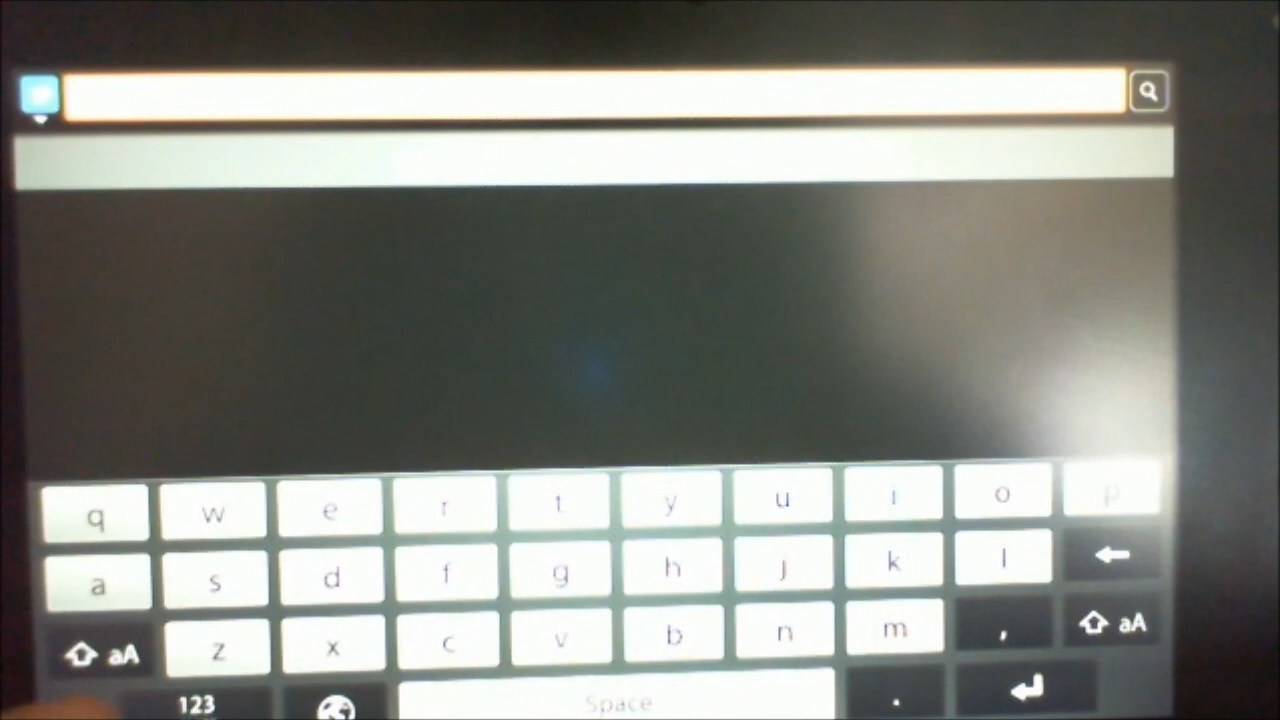 q w e r t y u i o p
a s d f g h j k l
aA z x c v b n m , aA
123 Space .